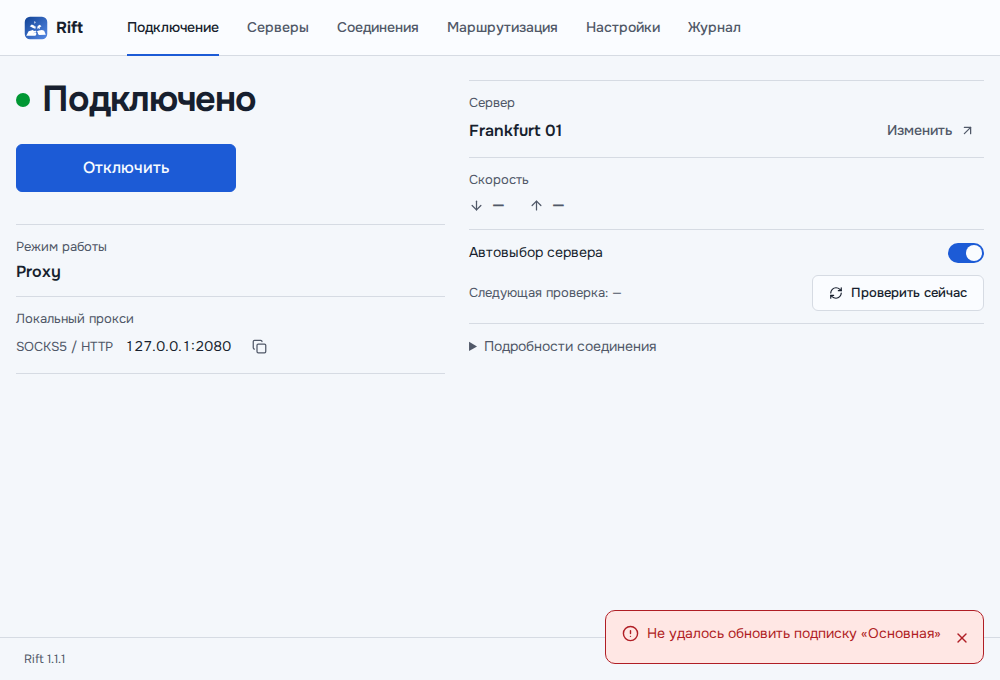 Rift
Подключение
Серверы
Соединения
Маршрутизация
Настройки
Журнал
Подключено
Отключить
Режим работы
Proxy
Локальный прокси
SOCKS5 / HTTP 127.0.0.1:2080
Сервер
Frankfurt 01
Изменить
Скорость
↓ — ↑ —
Автовыбор сервера
Следующая проверка: —
Проверить сейчас
Подробности соединения
Не удалось обновить подписку «Основная»
Rift 1.1.1